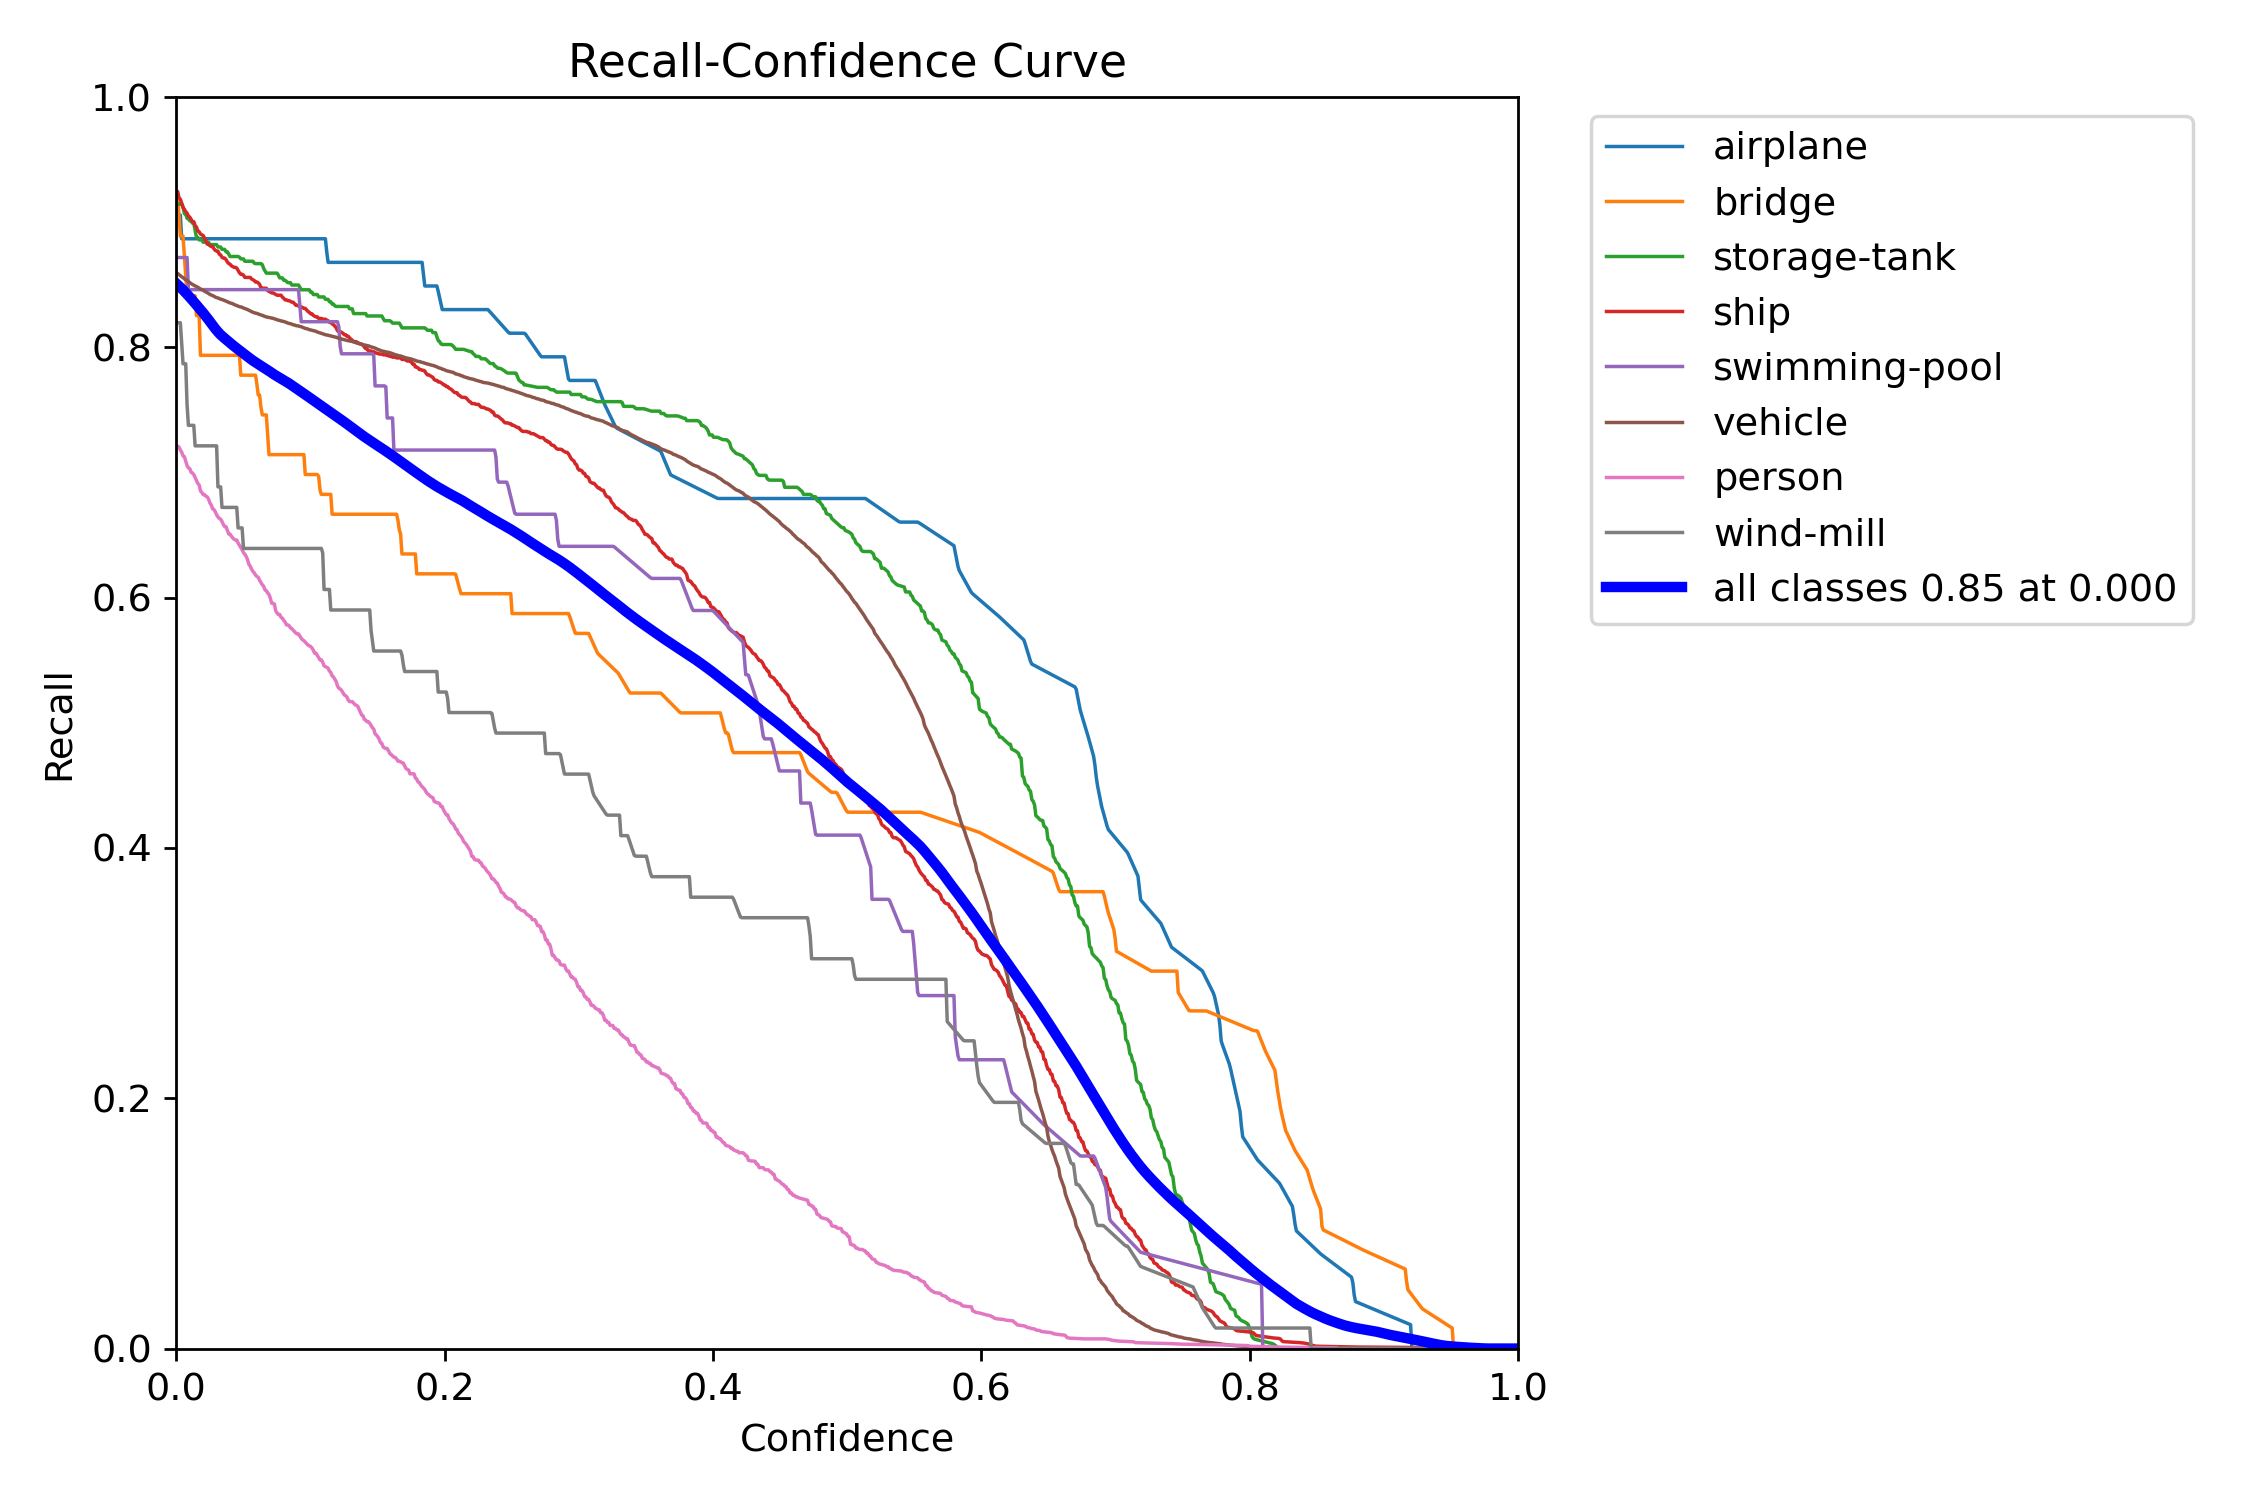 Recall-Confidence Curve
1.0
0.8
0.6
0.4
0.2
0.0
Recall
0.0 0.2 0.4 0.6 0.8 1.0
Confidence
airplane
bridge
storage-tank
ship
swimming-pool
vehicle
person
wind-mill
all classes 0.85 at 0.000